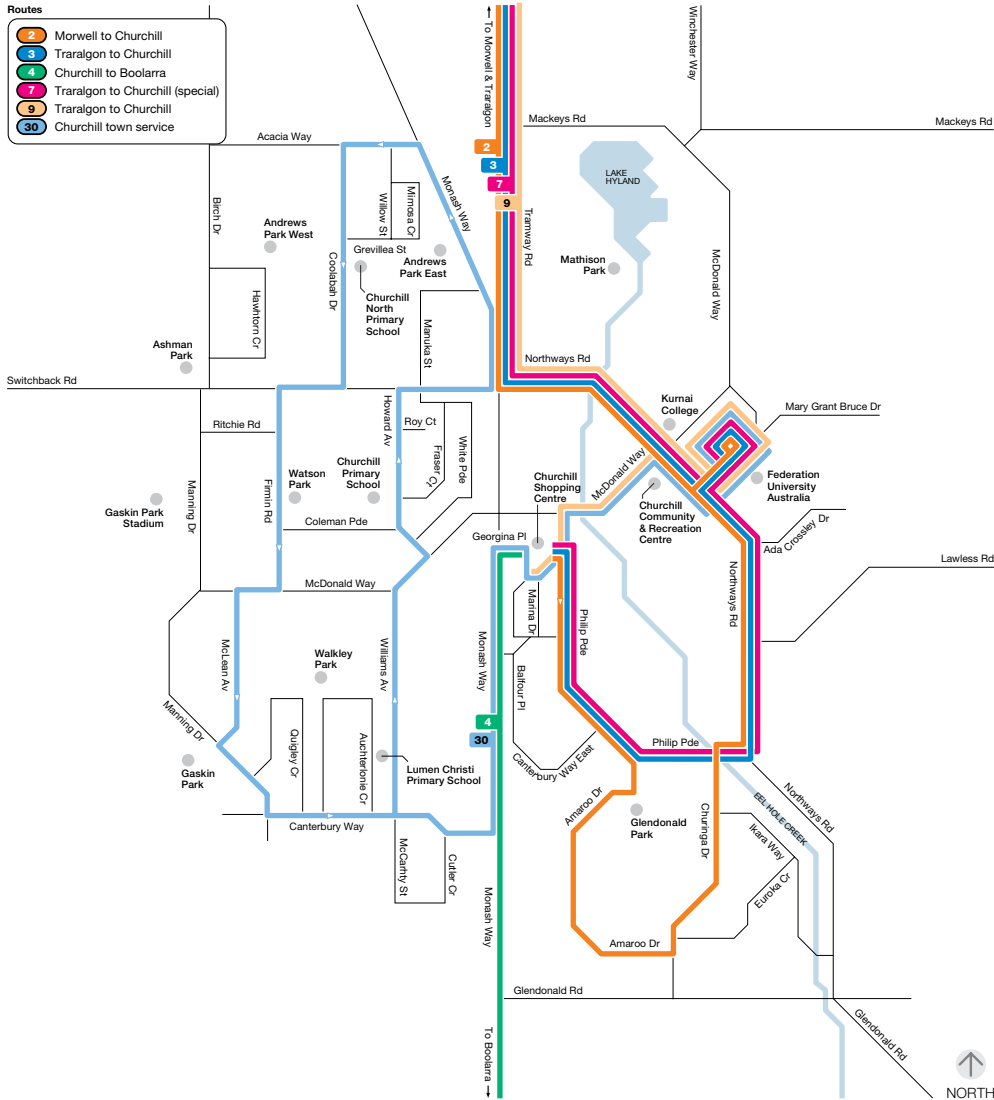 Routes
2 Morwell to Churchill
3 Traralgon to Churchill
4 Churchill to Boolarra
7 Traralgon to Churchill (special)
9 Traralgon to Churchill
30 Churchill town service
To Morwell & Traralgon
Winchester Way
Mackeys Rd
Mackeys Rd
Acacia Way
2
3
7
9
LAKE
HYLAND
Monash Way
Willow St
Mimosa Cr
Birch Dr
Andrews
Park West
Tramway Rd
Grevillea St
Andrews
Park East
Coolabah Dr
Mathison
Park
McDonald Way
Churchill
North
Primary
School
Hawhtorn Cr
Manuka St
Ashman
Park
Northways Rd
Switchback Rd
Kurnai
College
Mary Grant Bruce Dr
Howard Av
Roy Ct
Ritchie Rd
White Pde
Fraser Ct
McDonald Way
Churchill
Primary
School
Watson
Park
Firmin Rd
Churchill
Shopping
Centre
Federation
University
Australia
Manning Dr
Gaskin Park
Stadium
Churchill
Community
& Recreation
Centre
Coleman Pde
Georgina Pl
Ada Crossley Dr
Lawless Rd
McDonald Way
Marina Dr
Philip Pde
Northways Rd
McLean Av
Walkley
Park
Williams Av
Monash Way
Balfour Pl
Manning Dr
4
30
Quigley Cr
Auchterlonie Cr
Philip Pde
Canterbury Way East
Gaskin
Park
Lumen Christi
Primary School
Northways Rd
EEL HOLE CREEK
Amaroo Dr
Glendonald
Park
Churinga Dr
Canterbury Way
Ikara Way
McCarhty St
Cutler Cr
Euroka Cr
Monash Way
Amaroo Dr
Glendonald Rd
Glendonald Rd
To Boolarra
NORTH